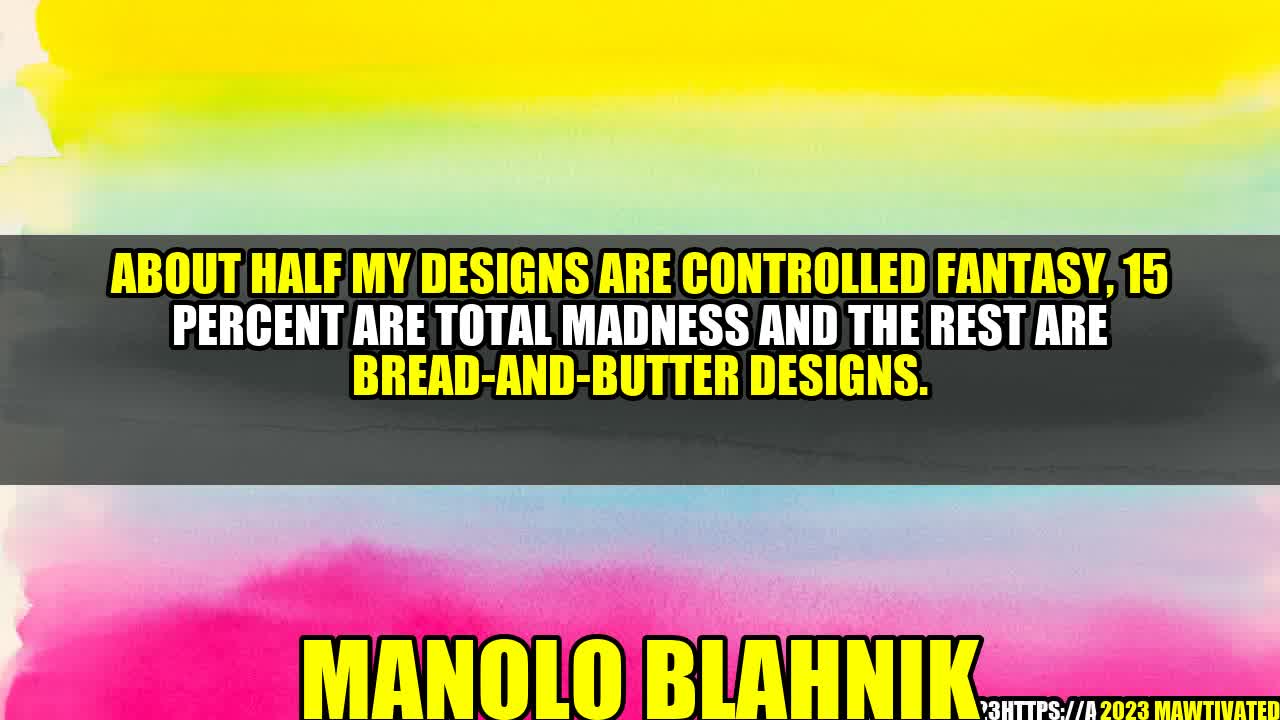 ABOUT HALF MY DESIGNS ARE CONTROLLED FANTASY, 15
PERCENT ARE TOTAL MADNESS AND THE REST ARE
BREAD-AND-BUTTER DESIGNS.
MANOLO BLAHNIK
23HTTPS://A 2023 MAWTIVATED